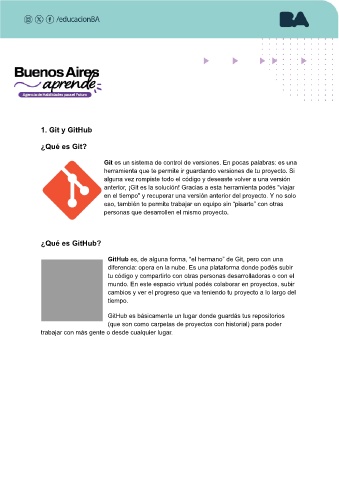 /educacionBA
BA
Buenos Aires
aprende
Agencia de Habilidades para el Futuro
1. Git y GitHub
¿Qué es Git?
Git es un sistema de control de versiones. En pocas palabras: es una
herramienta que te permite ir guardando versiones de tu proyecto. Si
alguna vez rompiste todo el código y deseaste volver a una versión
anterior, ¡Git es la solución! Gracias a esta herramienta podés "viajar
en el tiempo" y recuperar una versión anterior del proyecto. Y no solo
eso, también te permite trabajar en equipo sin "pisarte" con otras
personas que desarrollen el mismo proyecto.
¿Qué es GitHub?
GitHub es, de alguna forma, "el hermano" de Git, pero con una
diferencia: opera en la nube. Es una plataforma donde podés subir
tu código y compartirlo con otras personas desarrolladoras o con el
mundo. En este espacio virtual podés colaborar en proyectos, subir
cambios y ver el progreso que va teniendo tu proyecto a lo largo del
tiempo.
GitHub es básicamente un lugar donde guardás tus repositorios
(que son como carpetas de proyectos con historial) para poder
trabajar con más gente o desde cualquier lugar.